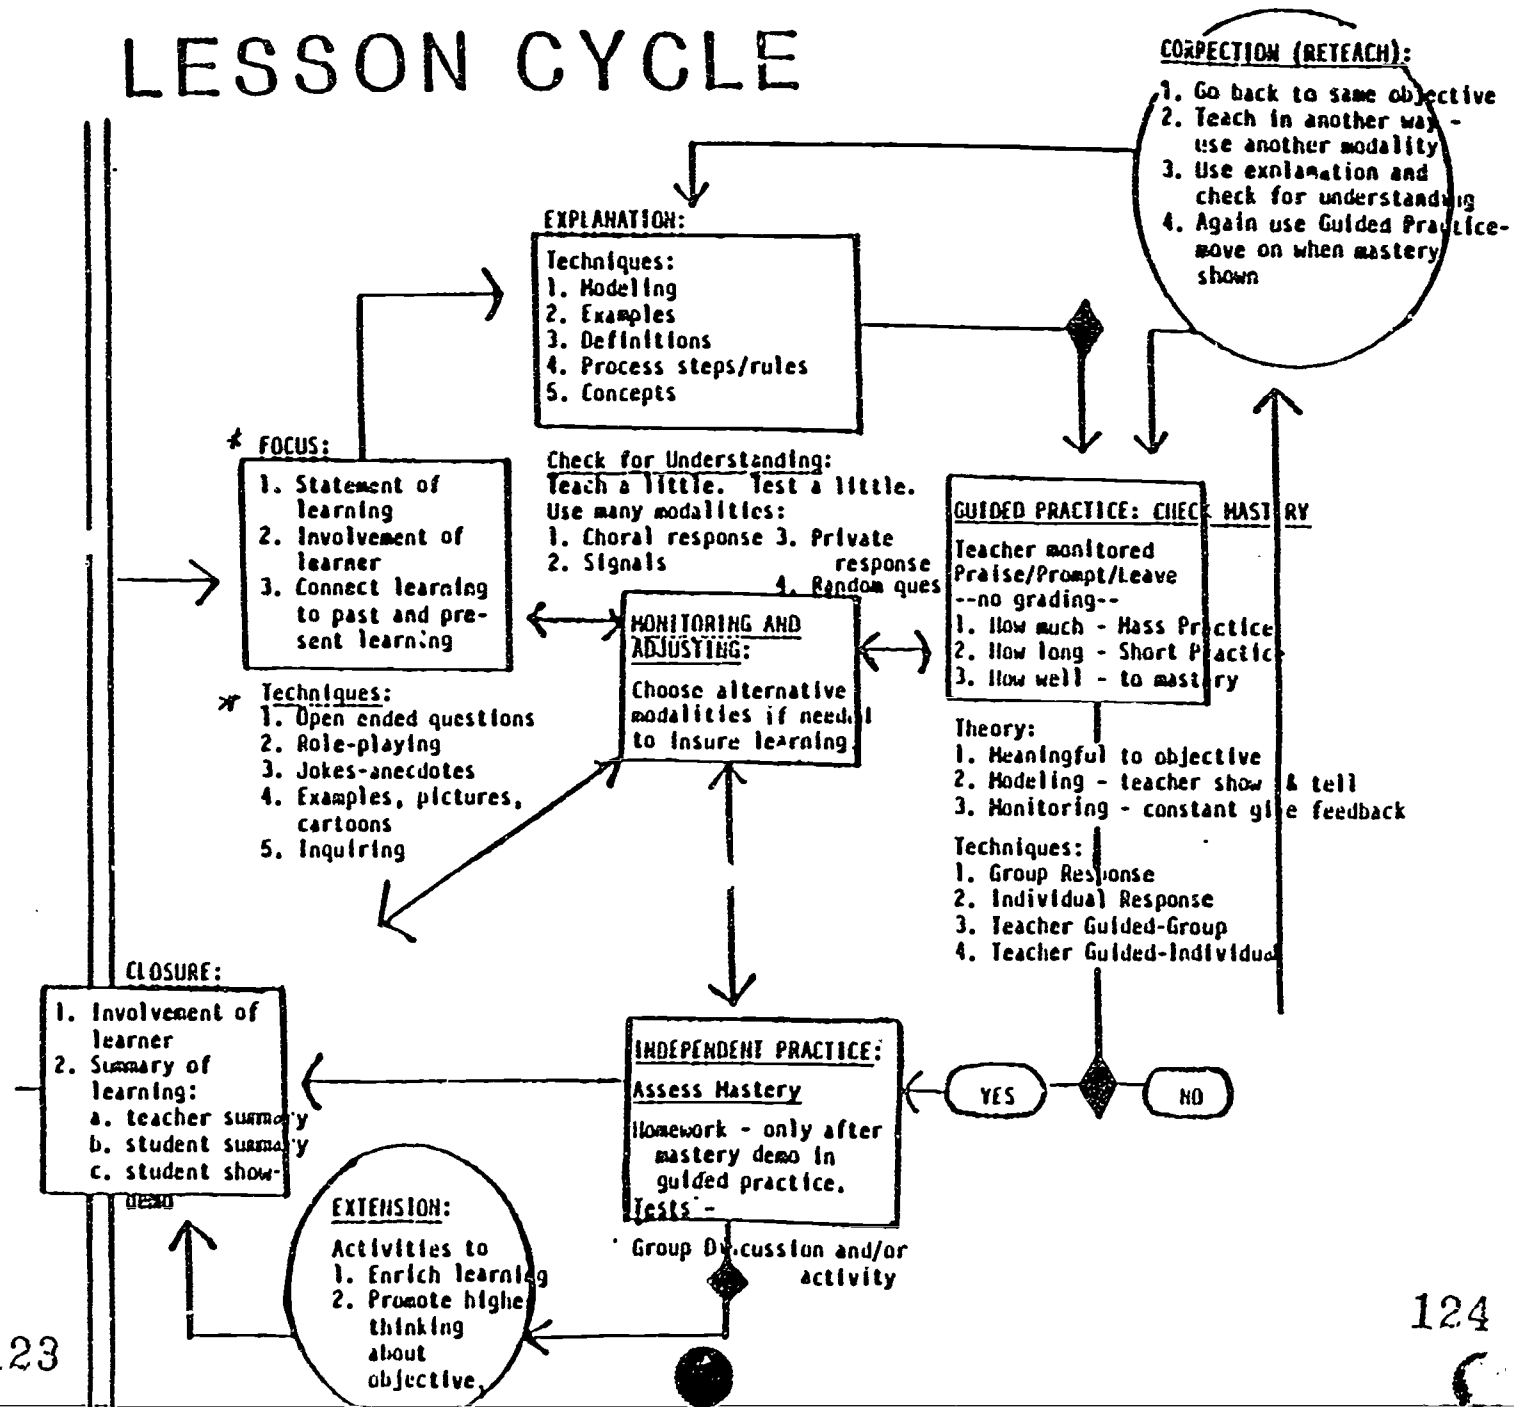 LESSON CYCLE
CORRECTION (RETEACH):
1. Go back to same objective
2. Teach in another way -
use another modality
3. Use explanation and
check for understanding
4. Again use Guided Practice-
move on when mastery
shown
EXPLANATION:
Techniques:
1. Modeling
2. Examples
3. Definitions
4. Process steps/rules
5. Concepts
* FOCUS:
1. Statement of
learning
2. Involvement of
learner
3. Connect learning
to past and pre-
sent learning
Check for Understanding:
Teach a little. Test a little.
Use many modalities:
1. Choral response 3. Private
response
2. Signals
4. Random ques
GUIDED PRACTICE: CHECK MASTERY
Teacher monitored
Praise/Prompt/Leave
--no grading--
1. How much - Mass Practice
2. How long - Short Practice
3. How well - to mastery
MONITORING AND
ADJUSTING:
Choose alternative
modalities if needed
to insure learning
* Techniques:
1. Open ended questions
2. Role-playing
3. Jokes-anecdotes
4. Examples, pictures,
cartoons
5. Inquiring
Theory:
1. Meaningful to objective
2. Modeling - teacher show & tell
3. Monitoring - constant give feedback
Techniques:
1. Group Response
2. Individual Response
3. Teacher Guided-Group
4. Teacher Guided-Individual
CLOSURE:
1. Involvement of
learner
2. Summary of
learning:
a. teacher summary
b. student summary
c. student show-
demo
INDEPENDENT PRACTICE:
Assess Mastery
Homework - only after
mastery demo in
guided practice.
Tests -
Group Discussion and/or
activity
YES
NO
EXTENSION:
Activities to
1. Enrich learning
2. Promote highe
thinking
about
objective.
123
124